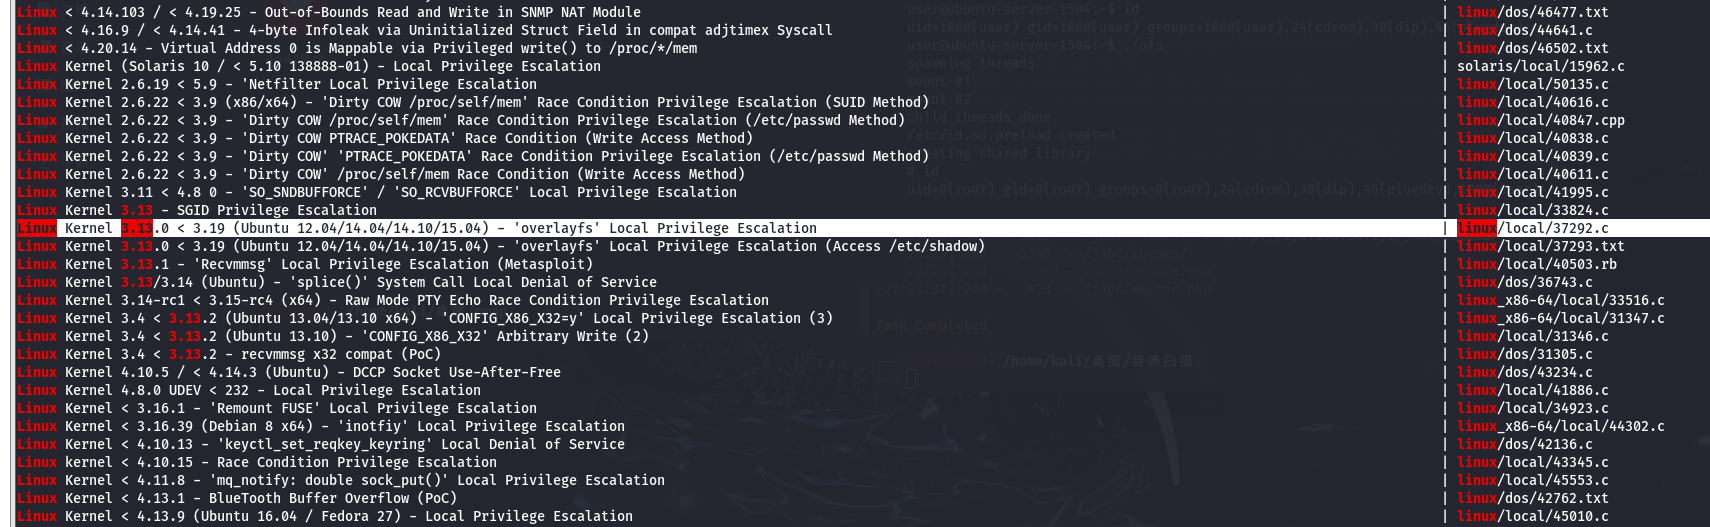 Linux < 4.14.103 / < 4.19.25 - Out-of-Bounds Read and Write in SNMP NAT Module | linux/dos/46477.txt
Linux < 4.16.9 / < 4.14.41 - 4-byte Infoleak via Uninitialized Struct Field in compat adjtimex Syscall | linux/dos/44641.c
Linux < 4.20.14 - Virtual Address 0 is Mappable via Privileged write() to /proc/*/mem | linux/dos/46502.txt
Linux Kernel (Solaris 10 / < 5.10 138888-01) - Local Privilege Escalation | solaris/local/15962.c
Linux Kernel 2.6.19 < 5.9 - 'Netfilter Local Privilege Escalation | linux/local/50135.c
Linux Kernel 2.6.22 < 3.9 (x86/x64) - 'Dirty COW /proc/self/mem' Race Condition Privilege Escalation (SUID Method) | linux/local/40616.c
Linux Kernel 2.6.22 < 3.9 - 'Dirty COW /proc/self/mem' Race Condition Privilege Escalation (/etc/passwd Method) | linux/local/40847.cpp
Linux Kernel 2.6.22 < 3.9 - 'Dirty COW PTRACE_POKEDATA' Race Condition (Write Access Method) | linux/local/40838.c
Linux Kernel 2.6.22 < 3.9 - 'Dirty COW' 'PTRACE_POKEDATA' Race Condition Privilege Escalation (/etc/passwd Method) | linux/local/40839.c
Linux Kernel 2.6.22 < 3.9 - 'Dirty COW' /proc/self/mem Race Condition (Write Access Method) | linux/local/40611.c
Linux Kernel 3.11 < 4.8 0 - 'SO_SNDBUFFORCE' / 'SO_RCVBUFFORCE' Local Privilege Escalation | linux/local/41995.c
Linux Kernel 3.13 - SGID Privilege Escalation | linux/local/33824.c
Linux Kernel 3.13.0 < 3.19 (Ubuntu 12.04/14.04/14.10/15.04) - 'overlayfs' Local Privilege Escalation | linux/local/37292.c
Linux Kernel 3.13.0 < 3.19 (Ubuntu 12.04/14.04/14.10/15.04) - 'overlayfs' Local Privilege Escalation (Access /etc/shadow) | linux/local/37293.txt
Linux Kernel 3.13.1 - 'Recvmmsg' Local Privilege Escalation (Metasploit) | linux/local/40503.rb
Linux Kernel 3.13/3.14 (Ubuntu) - 'splice()' System Call Local Denial of Service | linux/dos/36743.c
Linux Kernel 3.14-rc1 < 3.15-rc4 (x64) - Raw Mode PTY Echo Race Condition Privilege Escalation | linux_x86-64/local/33516.c
Linux Kernel 3.4 < 3.13.2 (Ubuntu 13.04/13.10 x64) - 'CONFIG_X86_X32=y' Local Privilege Escalation (3) | linux_x86-64/local/31347.c
Linux Kernel 3.4 < 3.13.2 (Ubuntu 13.10) - 'CONFIG_X86_X32' Arbitrary Write (2) | linux/local/31346.c
Linux Kernel 3.4 < 3.13.2 - recvmmsg x32 compat (PoC) | linux/dos/31305.c
Linux Kernel 4.10.5 / < 4.14.3 (Ubuntu) - DCCP Socket Use-After-Free | linux/dos/43234.c
Linux Kernel 4.8.0 UDEV < 232 - Local Privilege Escalation | linux/local/41886.c
Linux Kernel < 3.16.1 - 'Remount FUSE' Local Privilege Escalation | linux/local/34923.c
Linux Kernel < 3.16.39 (Debian 8 x64) - 'inotfiy' Local Privilege Escalation | linux_x86-64/local/44302.c
Linux Kernel < 4.10.13 - 'keyctl_set_reqkey_keyring' Local Denial of Service | linux/dos/42136.c
Linux kernel < 4.10.15 - Race Condition Privilege Escalation | linux/local/43345.c
Linux Kernel < 4.11.8 - 'mq_notify: double sock_put()' Local Privilege Escalation | linux/local/45553.c
Linux Kernel < 4.13.1 - BlueTooth Buffer Overflow (PoC) | linux/dos/42762.txt
Linux Kernel < 4.13.9 (Ubuntu 16.04 / Fedora 27) - Local Privilege Escalation | linux/local/45010.c